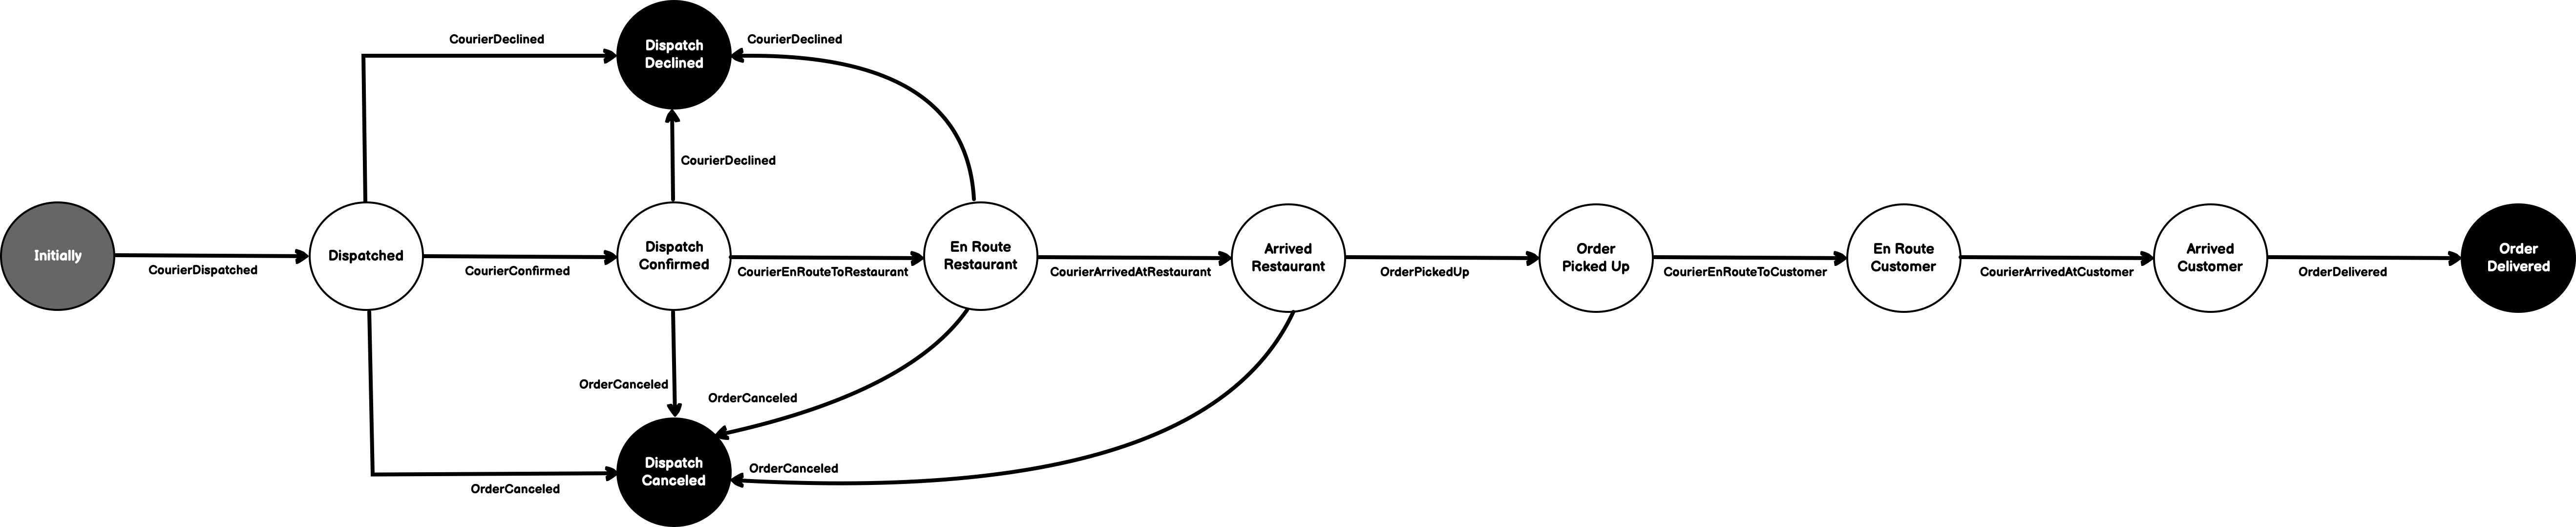 CourierDeclined
Dispatch
Declined
CourierDeclined
CourierDeclined
Initially
CourierDispatched
Dispatched
CourierConfirmed
Dispatch
Confirmed
CourierEnRouteToRestaurant
En Route
Restaurant
CourierArrivedAtRestaurant
Arrived
Restaurant
OrderPickedUp
Order
Picked Up
CourierEnRouteToCustomer
En Route
Customer
CourierArrivedAtCustomer
Arrived
Customer
OrderDelivered
Order
Delivered
OrderCanceled
OrderCanceled
Dispatch
Canceled
OrderCanceled
OrderCanceled